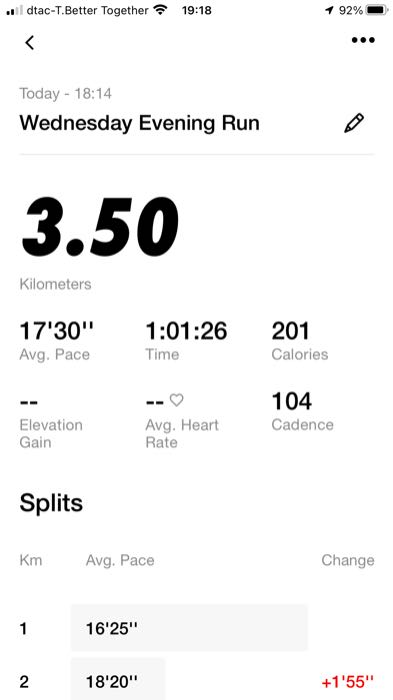 dtac-T.Better Together 19:18 92%
Today - 18:14
Wednesday Evening Run
3.50
Kilometers
17'30'' 1:01:26 201
Avg. Pace Time Calories
-- -- 104
Elevation Avg. Heart Cadence
Gain Rate
Splits
Km Avg. Pace Change
1 16'25''
2 18'20'' +1'55''